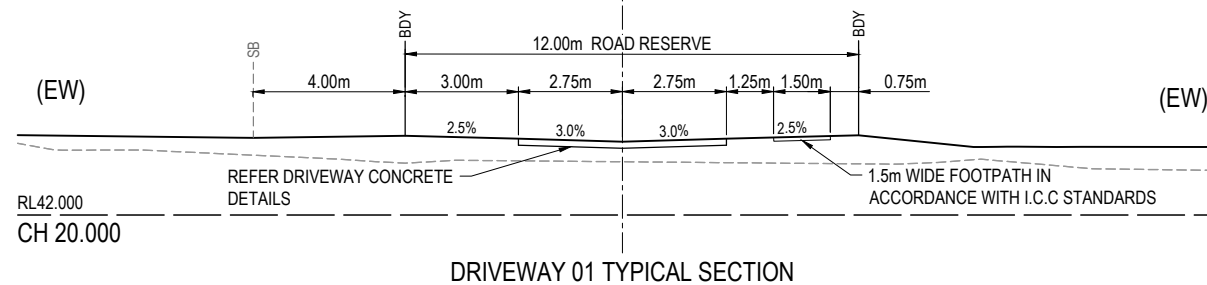 BDY
BDY
SB
12.00m ROAD RESERVE
4.00m
3.00m
2.75m
2.75m
1.25m
1.50m
0.75m
(EW)
(EW)
2.5%
3.0%
3.0%
2.5%
REFER DRIVEWAY CONCRETE
DETAILS
1.5m WIDE FOOTPATH IN
ACCORDANCE WITH I.C.C STANDARDS
RL42.000
CH 20.000
DRIVEWAY 01 TYPICAL SECTION